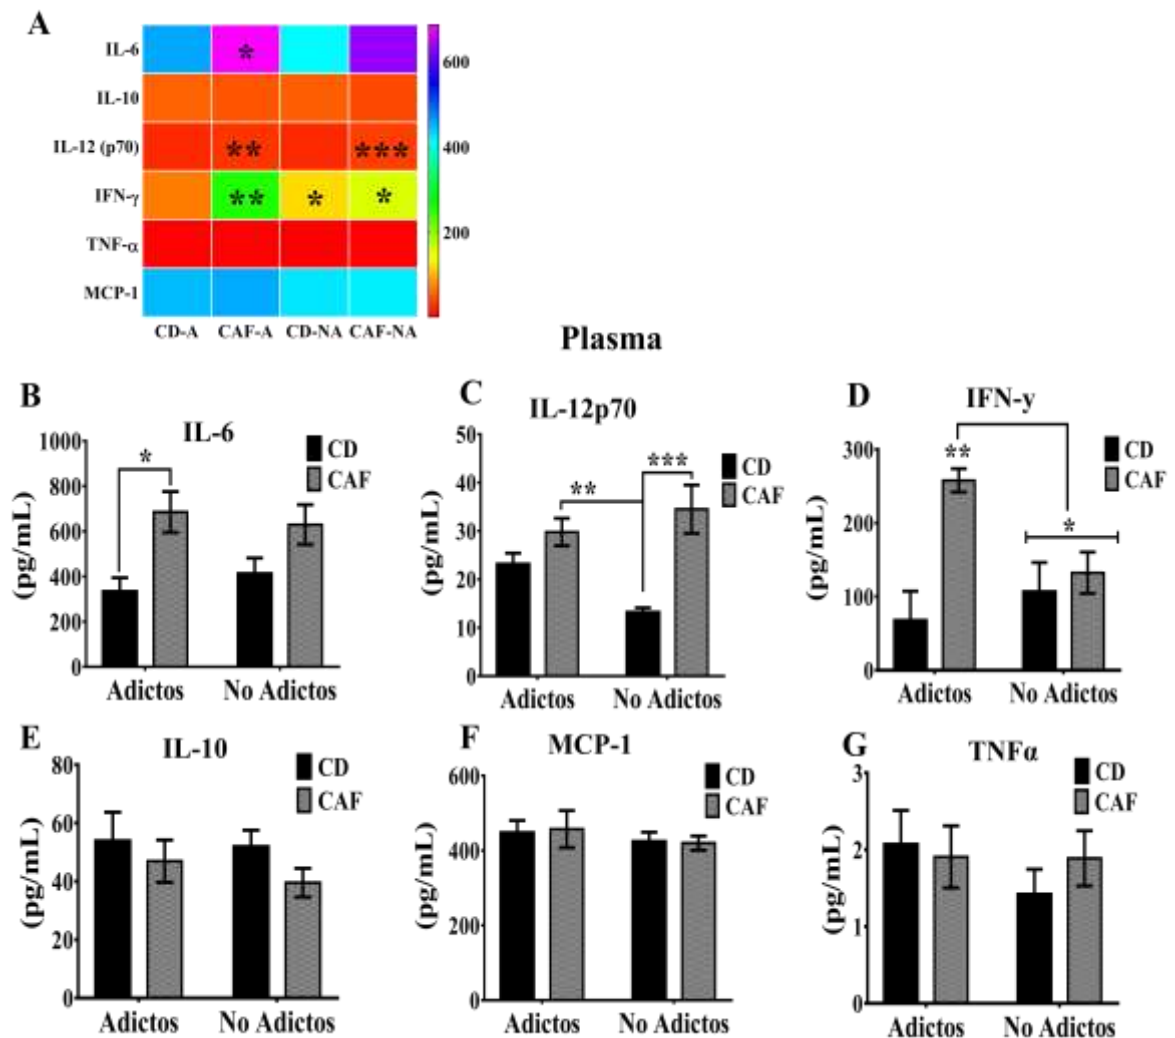 A
IL-6
*
600
IL-10
IL-12 (p70)
** ***
400
IFN-γ
** * *
TNF-α
200
MCP-1
CD-A CAF-A CD-NA CAF-NA
Plasma
B
IL-6
1000
800
600
400
200
0
(pg/mL)
*
CD
CAF
Adictos No Adictos
C
IL-12p70
50
40
30
20
10
0
(pg/mL)
**
***
CD
CAF
Adictos No Adictos
D
IFN-y
300
200
100
0
(pg/mL)
**
*
CD
CAF
Adictos No Adictos
E
IL-10
80
60
40
20
0
(pg/mL)
CD
CAF
Adictos No Adictos
F
MCP-1
600
400
200
0
(pg/mL)
CD
CAF
Adictos No Adictos
G
TNFα
3
2
1
0
(pg/mL)
CD
CAF
Adictos No Adictos